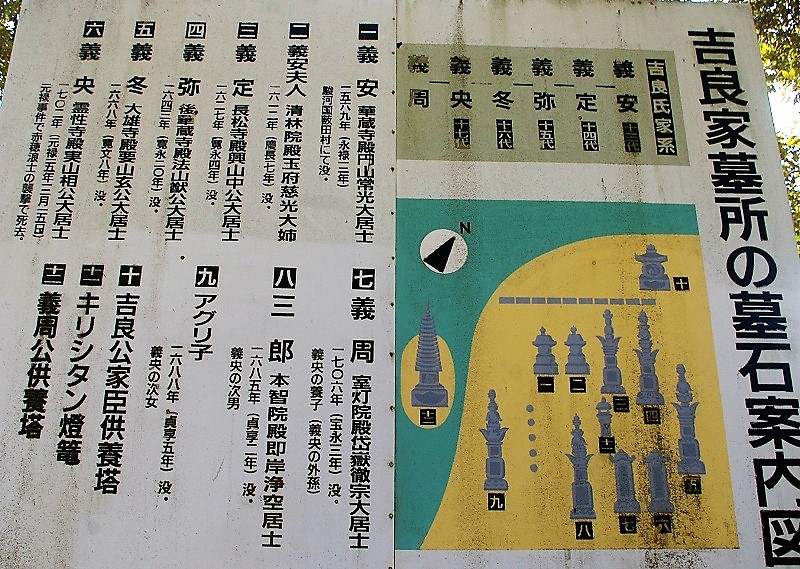 吉良家墓所の墓石案内図
吉良氏家系
義安 十三代
義定 十四代
義弥 十五代
義冬 十六代
義央 十七代
義周
N
一
二
三
四
五
六
七
八
九
十
十一
十二
一 義安 華蔵寺殿円山常光大居士
一五六九年(永禄一二年)
駿河国藪田村にて没。
二 義安夫人 清林院殿玉府慈光大姉
一六一二年(慶長一七年)没。
三 義定 長松寺殿興山中公大居士
一六二七年(寛永四年)没。
四 義弥 後華蔵寺殿法山猷公大居士
一六四三年(寛永二〇年)没。
五 義冬 大雄寺殿要山玄公大居士
一六六八年(寛文八年)没。
六 義央 霊性寺殿実山相公大居士
一七〇二年(元禄一五年一二月一五日)
元禄事件で赤穂浪士の襲撃で死去。
七 義周 室灯院殿岱嶽徹宗大居士
一七〇六年(宝永三年)没。
義央の養子(義央の外孫)
八 三郎 本智院殿即岸浄空居士
一六八五年(貞享二年)没。
義央の次男
九 アグリ子
一六八八年(貞享五年)没。
義央の次女
十 吉良公家臣供養塔
十一 キリシタン燈篭
十二 義周公供養塔